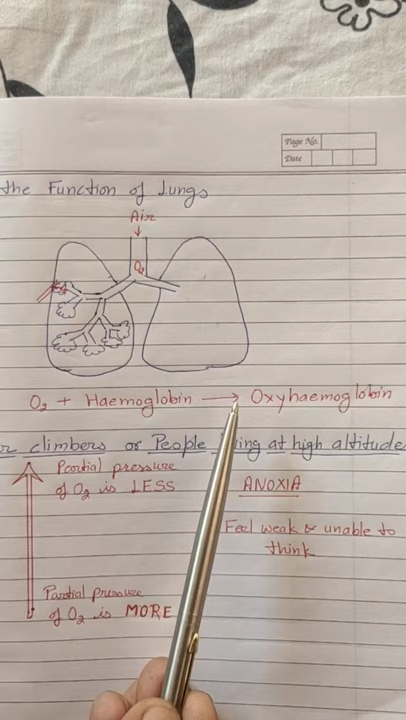 Page No.
Date
the Function of Lungs
Air
O₂
O₂ + Haemoglobin → Oxyhaemoglobin
r climbers or People ing at high altitude
Partial pressure
of O₂ is LESS
ANOXIA
Feel weak & unable to
think
Partial pressure
of O₂ is MORE